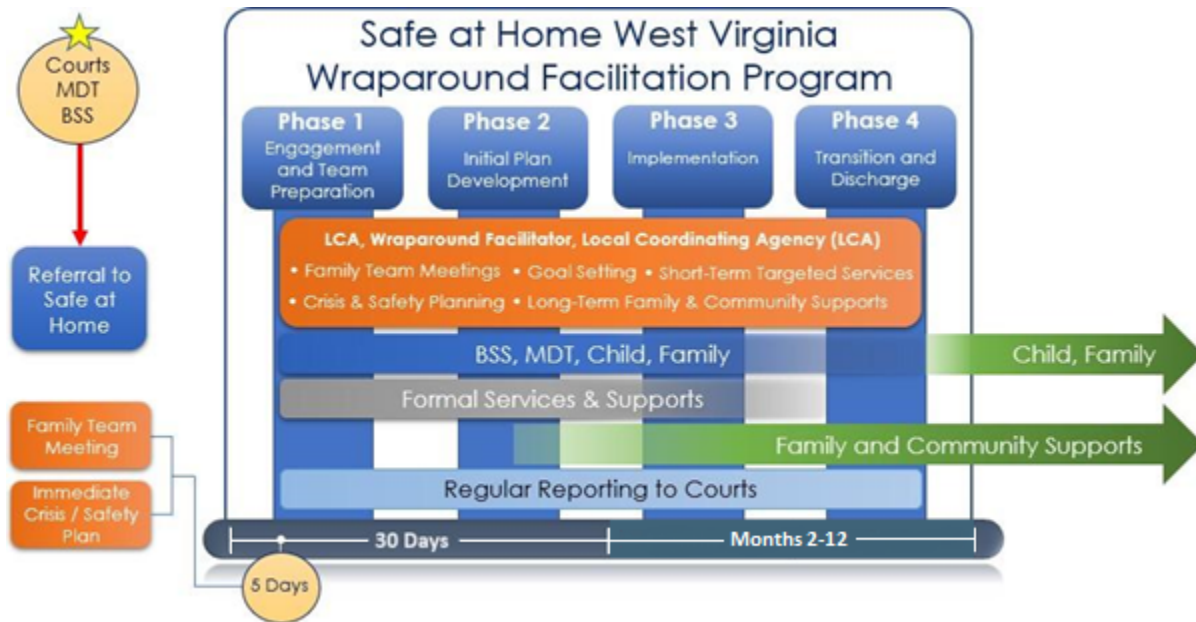 Safe at Home West Virginia
Wraparound Facilitation Program
Courts
MDT
BSS
Referral to
Safe at
Home
Phase 1
Engagement
and Team
Preparation
Phase 2
Initial Plan
Development
Phase 3
Implementation
Phase 4
Transition and
Discharge
LCA, Wraparound Facilitator, Local Coordinating Agency (LCA)
• Family Team Meetings • Goal Setting • Short-Term Targeted Services
• Crisis & Safety Planning • Long-Term Family & Community Supports
BSS, MDT, Child, Family
Child, Family
Formal Services & Supports
Family and Community Supports
Regular Reporting to Courts
Family Team
Meeting
Immediate
Crisis / Safety
Plan
30 Days
Months 2-12
5 Days